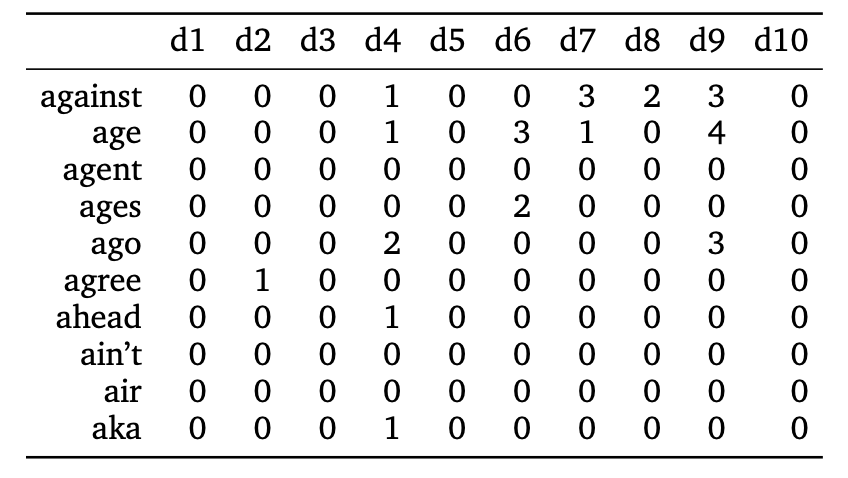 d1 d2 d3 d4 d5 d6 d7 d8 d9 d10
against 0 0 0 1 0 0 3 2 3 0
age 0 0 0 1 0 3 1 0 4 0
agent 0 0 0 0 0 0 0 0 0 0
ages 0 0 0 0 0 2 0 0 0 0
ago 0 0 0 2 0 0 0 0 3 0
agree 0 1 0 0 0 0 0 0 0 0
ahead 0 0 0 1 0 0 0 0 0 0
ain’t 0 0 0 0 0 0 0 0 0 0
air 0 0 0 0 0 0 0 0 0 0
aka 0 0 0 1 0 0 0 0 0 0